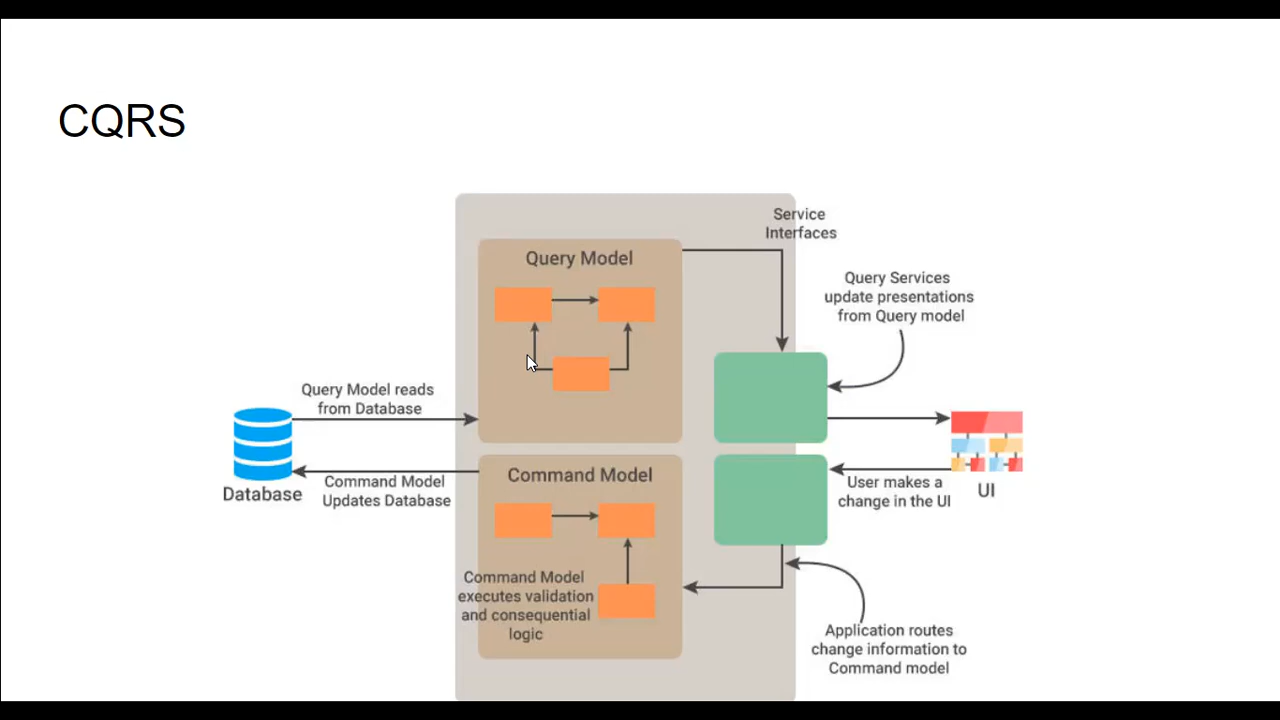 CQRS
Service
Interfaces
Query Model
Query Services
update presentations
from Query model
Query Model reads
from Database
Database
Command Model
Updates Database
Command Model
Command Model
executes validation
and consequential
logic
User makes a
change in the UI
UI
Application routes
change information to
Command model